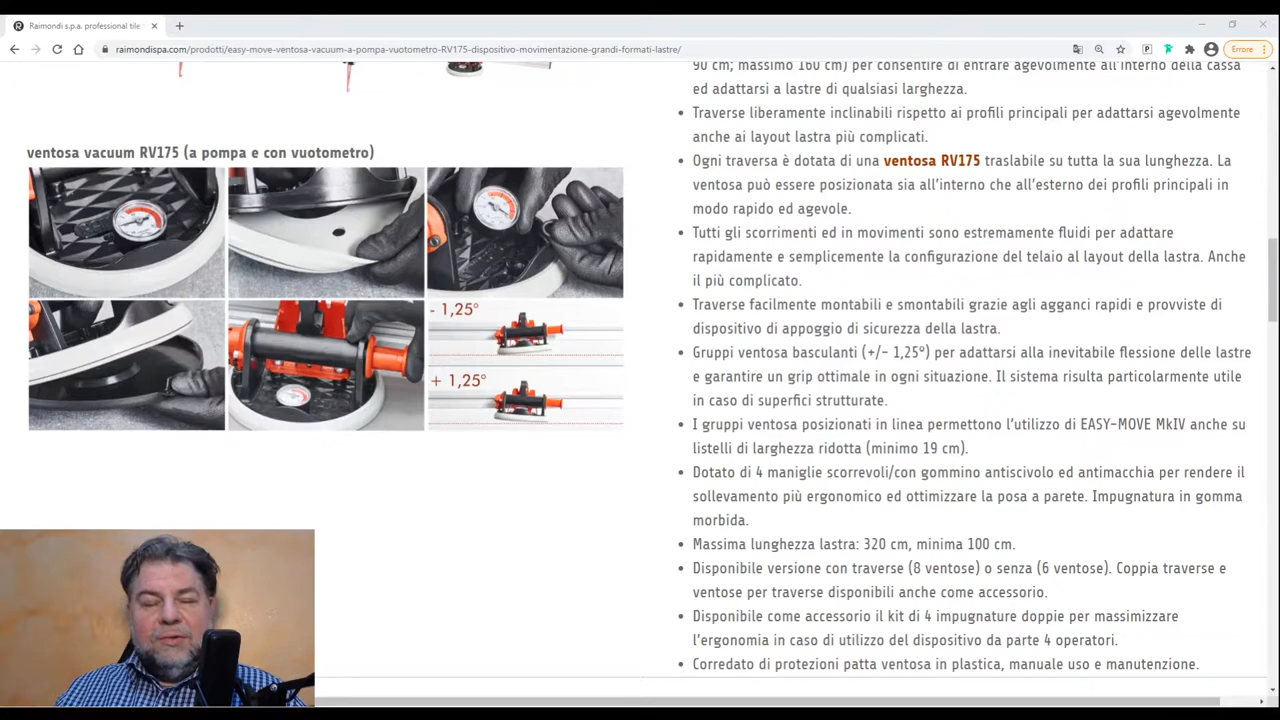 Raimondi s.p.a. professional tile
raimondispa.com/prodotti/easy-move-ventosa-vacuum-a-pompa-vuotometro-RV175-dispositivo-movimentazione-grandi-formati-lastre/
Errore
ventosa vacuum RV175 (a pompa e con vuotometro)
- 1,25°
+ 1,25°
90 cm; massimo 160 cm) per consentire di entrare agevolmente all'interno della cassa
ed adattarsi a lastre di qualsiasi larghezza.
Traverse liberamente inclinabili rispetto ai profili principali per adattarsi agevolmente
anche ai layout lastra più complicati.
Ogni traversa è dotata di una ventosa RV175 traslabile su tutta la sua lunghezza. La
ventosa può essere posizionata sia all'interno che all'esterno dei profili principali in
modo rapido ed agevole.
Tutti gli scorrimenti ed in movimenti sono estremamente fluidi per adattare
rapidamente e semplicemente la configurazione del telaio al layout della lastra. Anche
il più complicato.
Traverse facilmente montabili e smontabili grazie agli agganci rapidi e provviste di
dispositivo di appoggio di sicurezza della lastra.
Gruppi ventosa basculanti (+/- 1,25°) per adattarsi alla inevitabile flessione delle lastre
e garantire un grip ottimale in ogni situazione. Il sistema risulta particolarmente utile
in caso di superfici strutturate.
I gruppi ventosa posizionati in linea permettono l'utilizzo di EASY-MOVE MkIV anche su
listelli di larghezza ridotta (minimo 19 cm).
Dotato di 4 maniglie scorrevoli/con gommino antiscivolo ed antimacchia per rendere il
sollevamento più ergonomico ed ottimizzare la posa a parete. Impugnatura in gomma
morbida.
Massima lunghezza lastra: 320 cm, minima 100 cm.
Disponibile versione con traverse (8 ventose) o senza (6 ventose). Coppia traverse e
ventose per traverse disponibili anche come accessorio.
Disponibile come accessorio il kit di 4 impugnature doppie per massimizzare
l'ergonomia in caso di utilizzo del dispositivo da parte 4 operatori.
Corredato di protezioni patta ventosa in plastica, manuale uso e manutenzione.